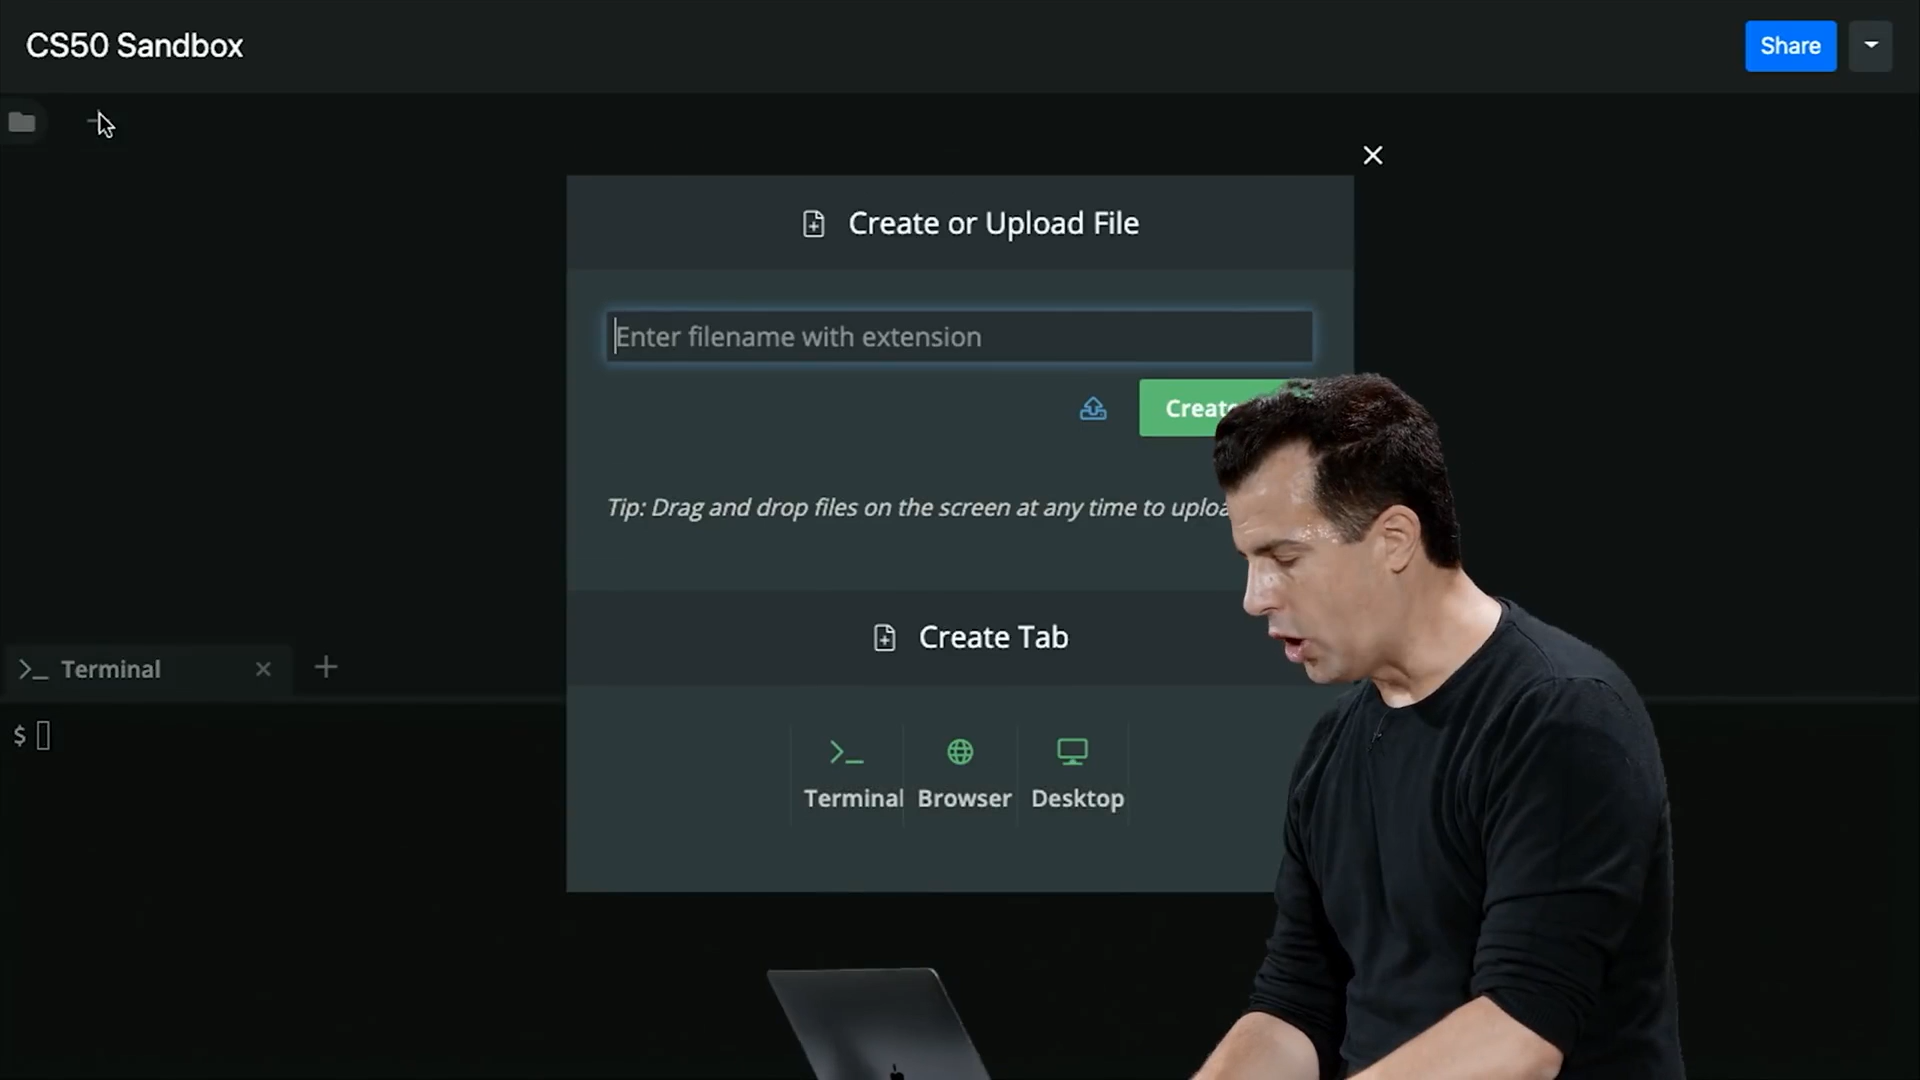 CS50 Sandbox
Share
Create or Upload File
Enter filename with extension
Create
Tip: Drag and drop files on the screen at any time to
Terminal
Create Tab
$
Terminal Browser Desktop